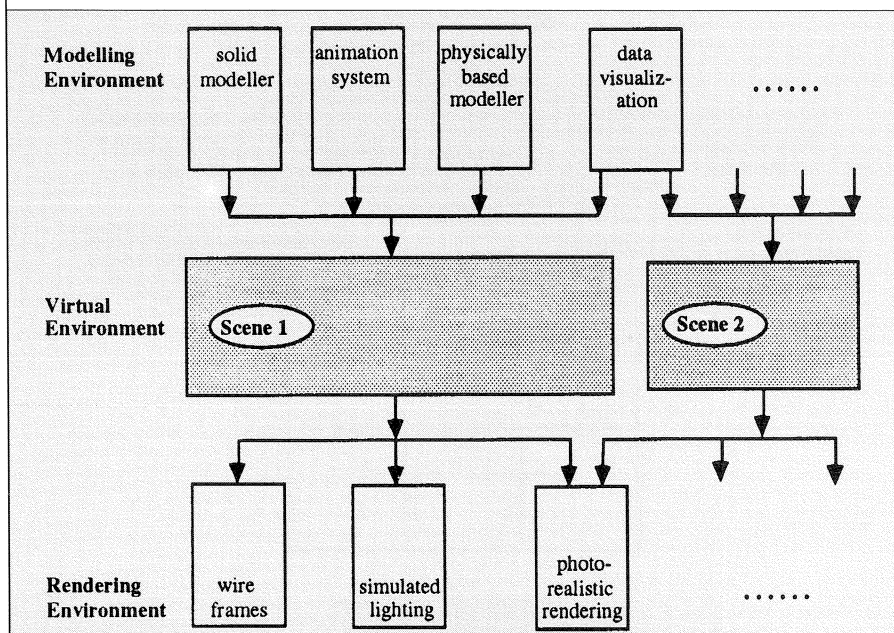 Modelling
Environment
solid
modeller
animation
system
physically
based
modeller
data
visualiz-
ation
......
Virtual
Environment
Scene 1
Scene 2
Rendering
Environment
wire
frames
simulated
lighting
photo-
realistic
rendering
......